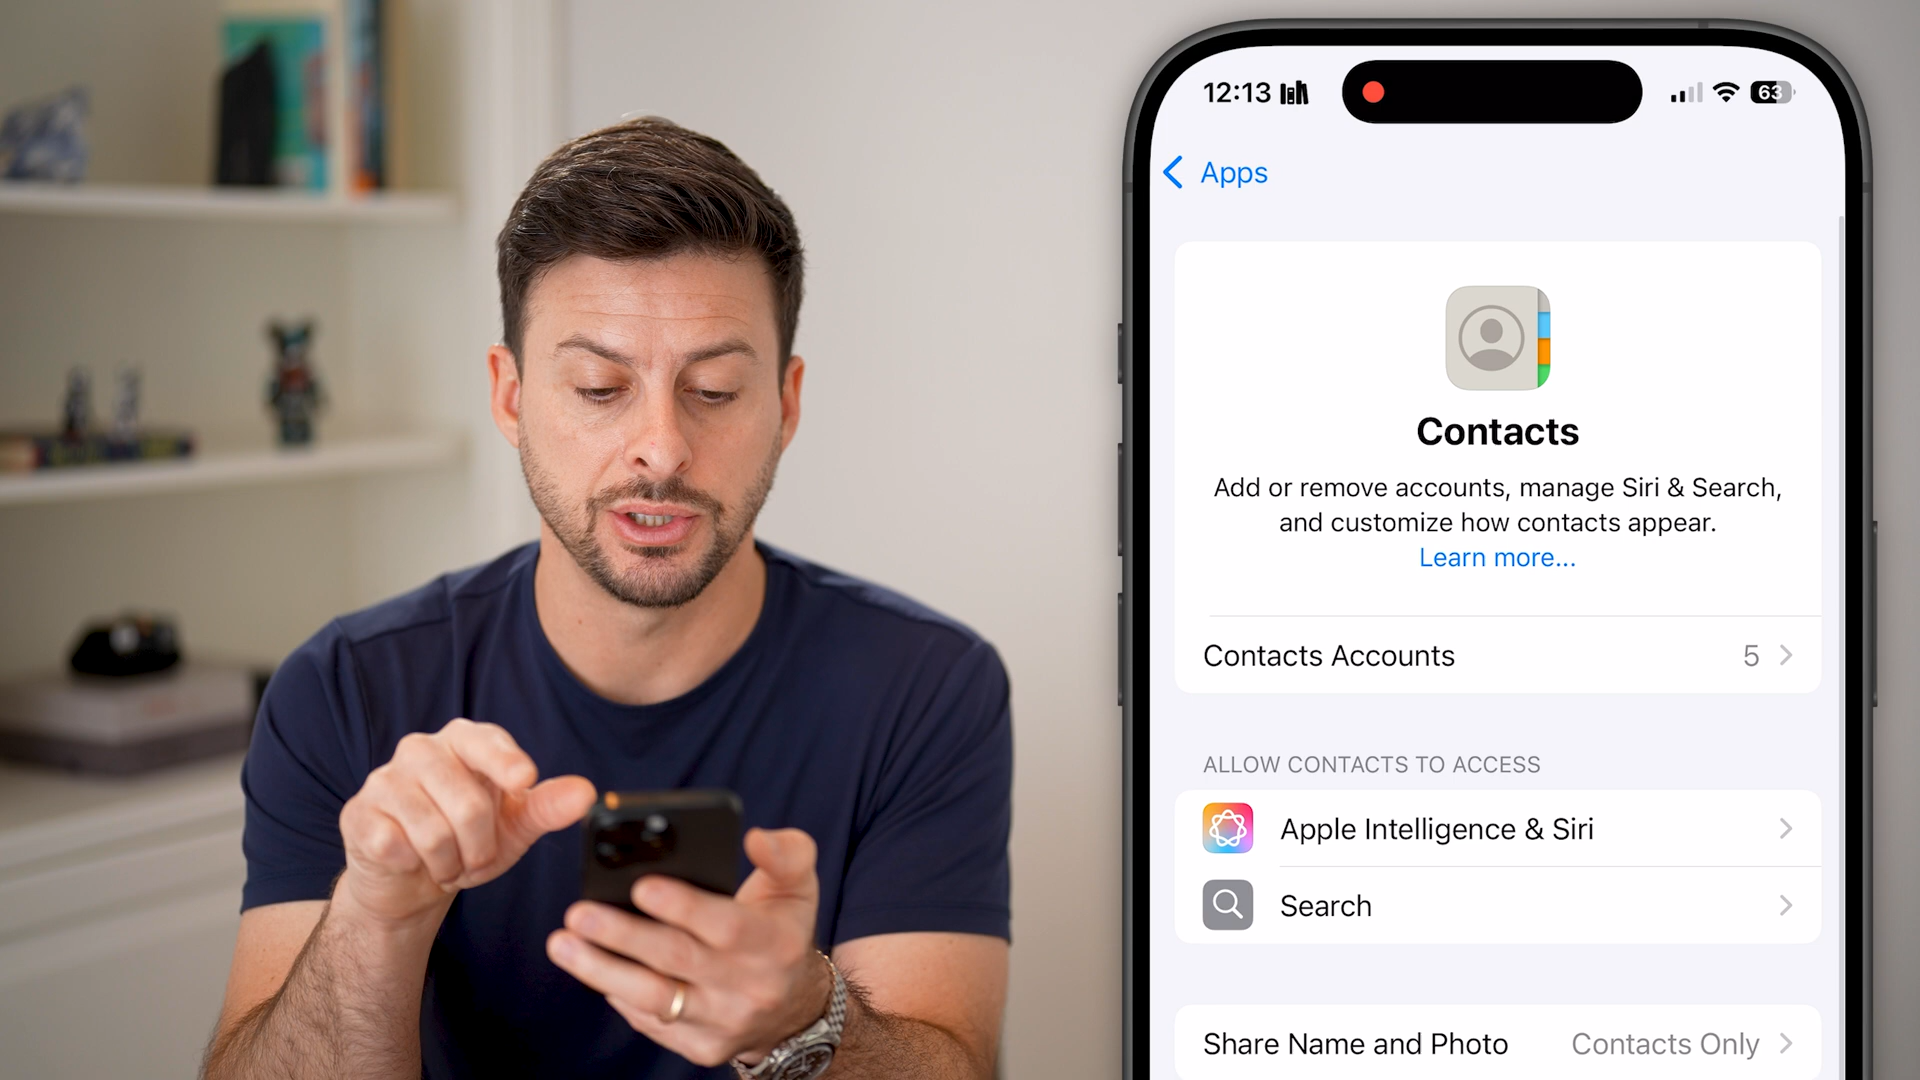 12:13
63
Apps
Contacts
Add or remove accounts, manage Siri & Search,
and customize how contacts appear.
Learn more...
Contacts Accounts 5
ALLOW CONTACTS TO ACCESS
Apple Intelligence & Siri
Search
Share Name and Photo Contacts Only